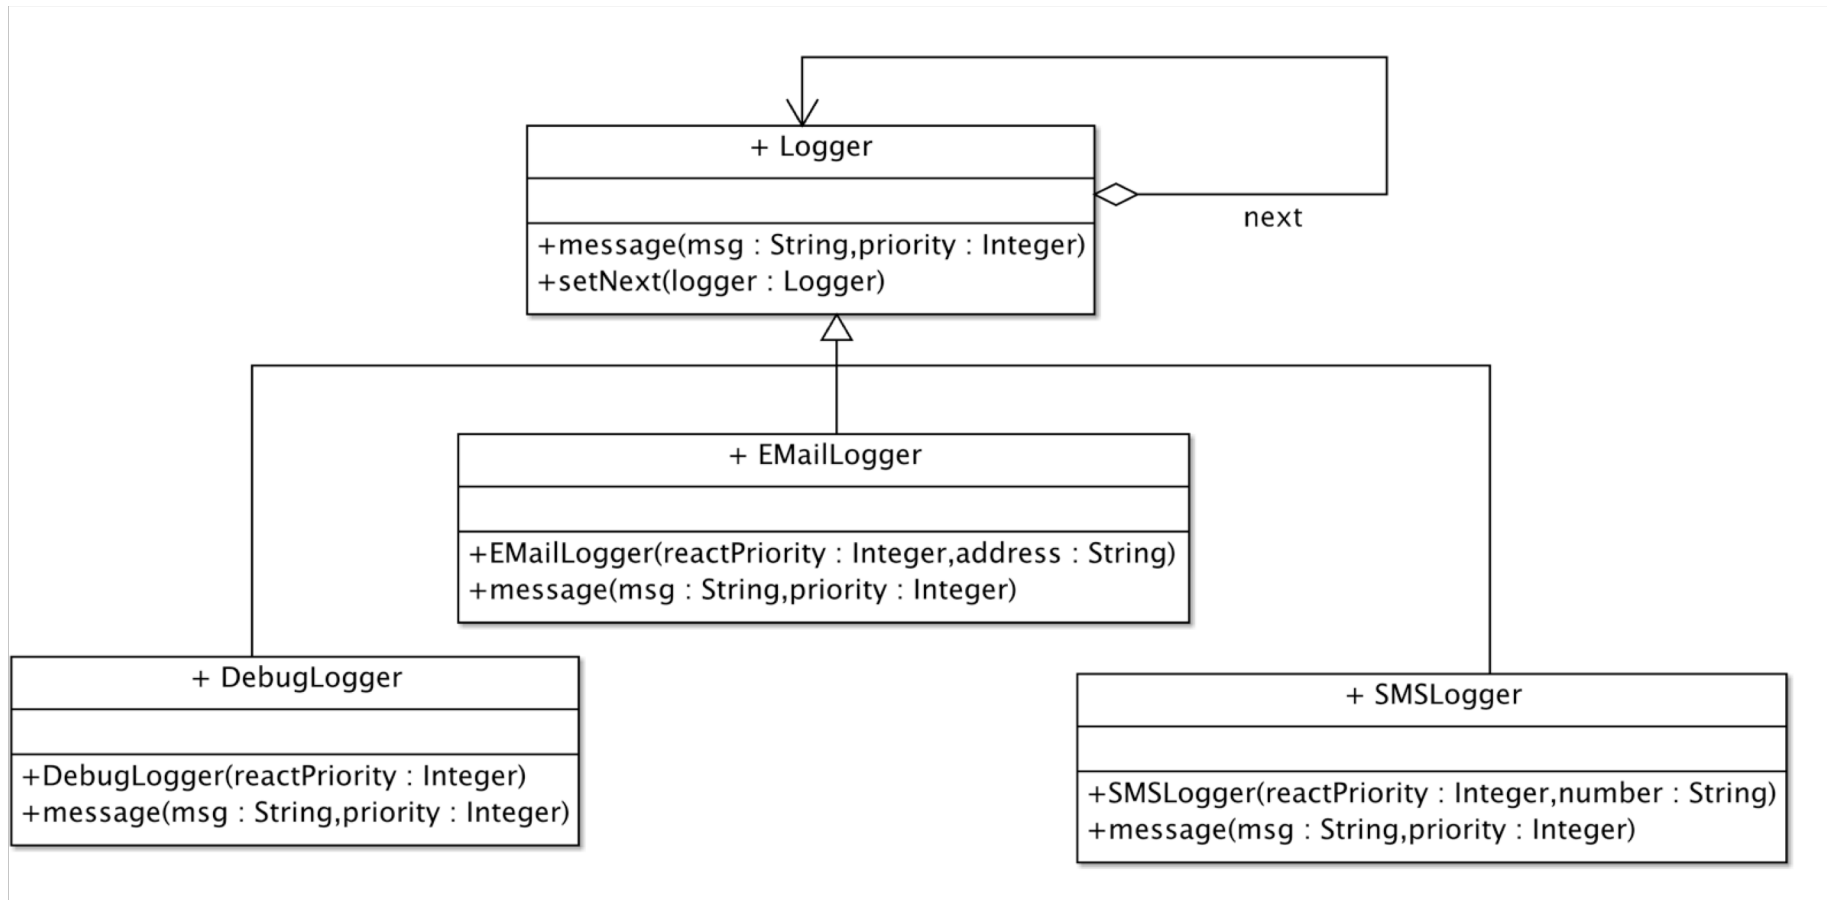 + Logger
next
+message(msg : String,priority : Integer)
+setNext(logger : Logger)
+ EMailLogger
+EMailLogger(reactPriority : Integer,address : String)
+message(msg : String,priority : Integer)
+ DebugLogger
+DebugLogger(reactPriority : Integer)
+message(msg : String,priority : Integer)
+ SMSLogger
+SMSLogger(reactPriority : Integer,number : String)
+message(msg : String,priority : Integer)